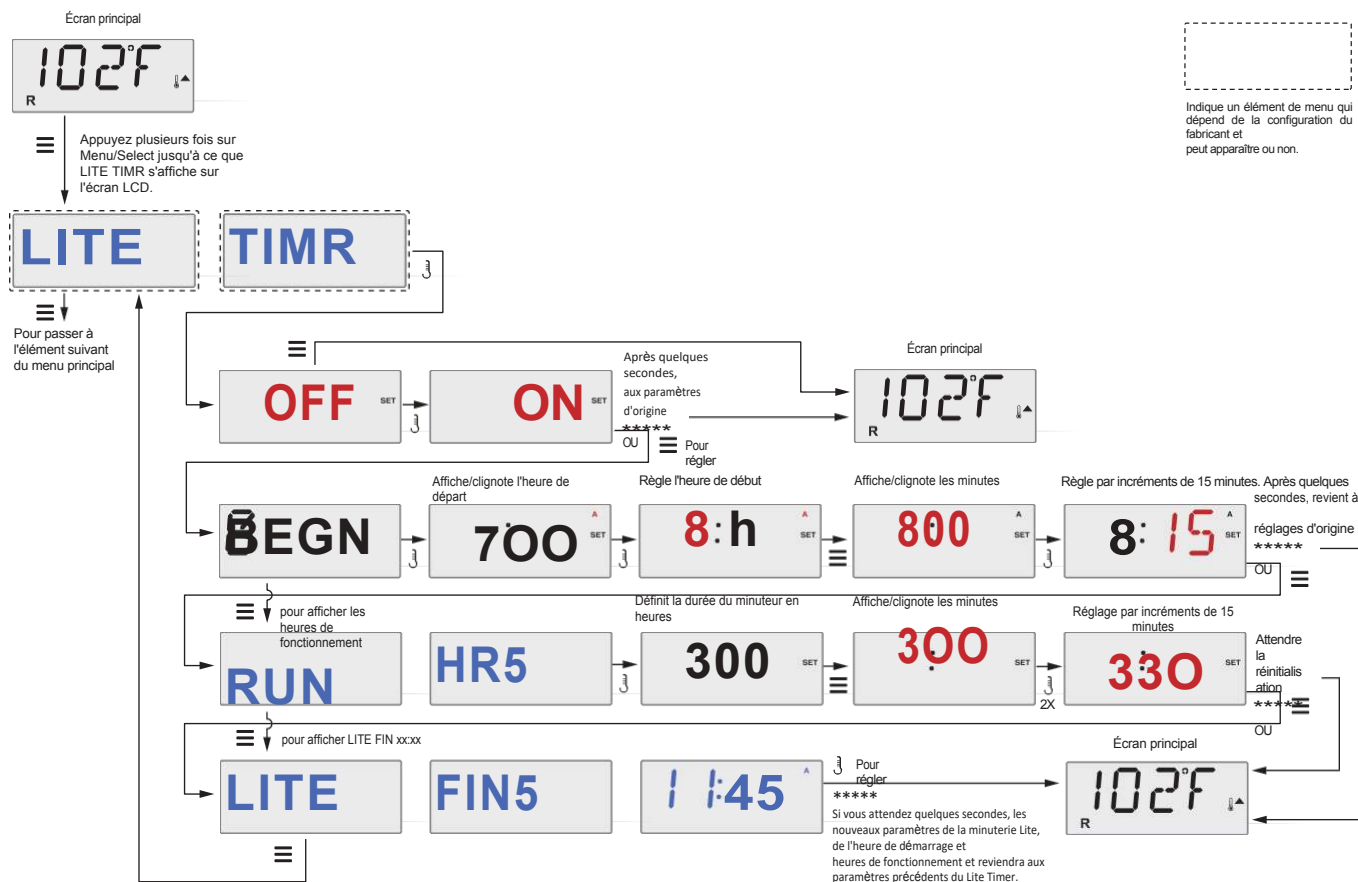 Écran principal
102°F
R
Indique un élément de menu qui
dépend de la configuration du
fabricant et
peut apparaître ou non.
Appuyez plusieurs fois sur
Menu/Select jusqu'à ce que
LITE TIMR s'affiche sur
l'écran LCD.
LITE
TIMR
Pour passer à
l'élément suivant
du menu principal
OFF SET
ON SET
Après quelques
secondes,
aux paramètres
d'origine
*****
OU
Pour
régler
Écran principal
102°F
R
BEGN
Affiche/clignote l'heure de
départ
7:00 A SET
Règle l'heure de début
8:h A SET
Affiche/clignote les minutes
8:00 A SET
Règle par incréments de 15 minutes. Après quelques
secondes, revient à
réglages d'origine
*****
OU
8:15 A SET
pour afficher les
heures de
fonctionnement
RUN
HR5
Définit la durée du minuteur en
heures
300 SET
Affiche/clignote les minutes
3:00 SET
2X
Réglage par incréments de 15
minutes
3:30 SET
Attendre
la
réinitialis
ation
*****
OU
pour afficher LITE FIN xx:xx
LITE
FIN5
11:45 A
Pour
régler
*****
Si vous attendez quelques secondes, les
nouveaux paramètres de la minuterie Lite,
de l'heure de démarrage et
heures de fonctionnement et reviendra aux
paramètres précédents du Lite Timer.
Écran principal
102°F
R